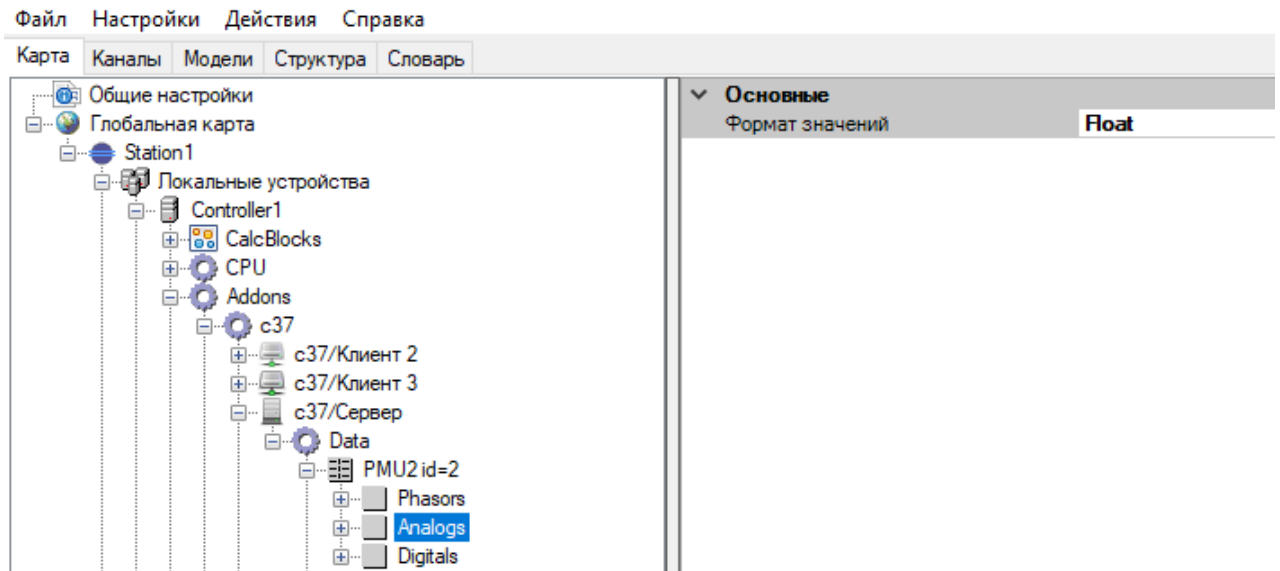 Файл Настройки Действия Справка
Карта Каналы Модели Структура Словарь
Общие настройки
Глобальная карта
Station1
Локальные устройства
Controller1
CalcBlocks
CPU
Addons
c37
c37/Клиент 2
c37/Клиент 3
c37/Сервер
Data
PMU2 id=2
Phasors
Analogs
Digitals
Основные
Формат значений Float